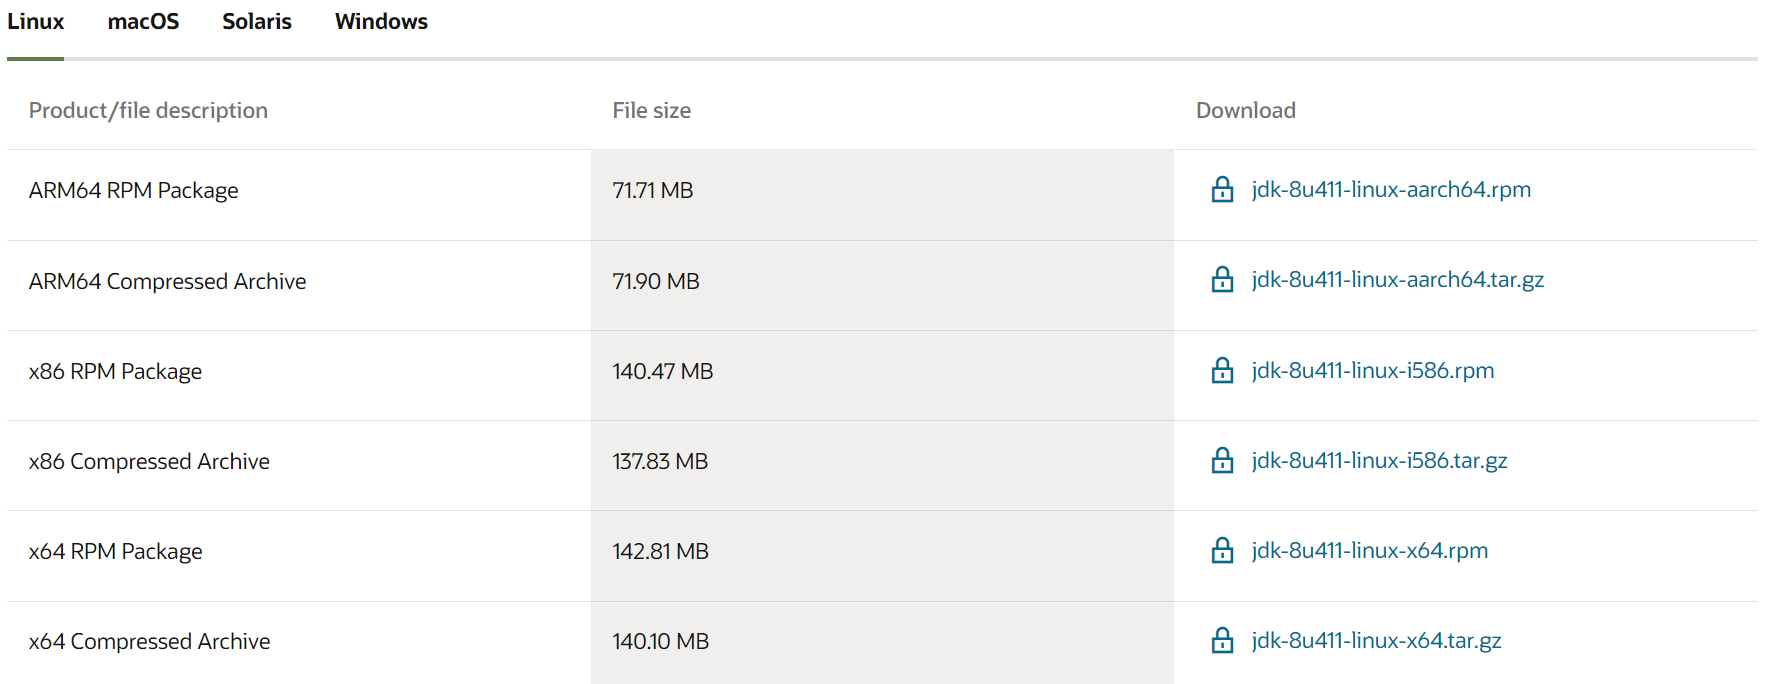 Linux macOS Solaris Windows
Product/file description File size Download
ARM64 RPM Package 71.71 MB jdk-8u411-linux-aarch64.rpm
ARM64 Compressed Archive 71.90 MB jdk-8u411-linux-aarch64.tar.gz
x86 RPM Package 140.47 MB jdk-8u411-linux-i586.rpm
x86 Compressed Archive 137.83 MB jdk-8u411-linux-i586.tar.gz
x64 RPM Package 142.81 MB jdk-8u411-linux-x64.rpm
x64 Compressed Archive 140.10 MB jdk-8u411-linux-x64.tar.gz